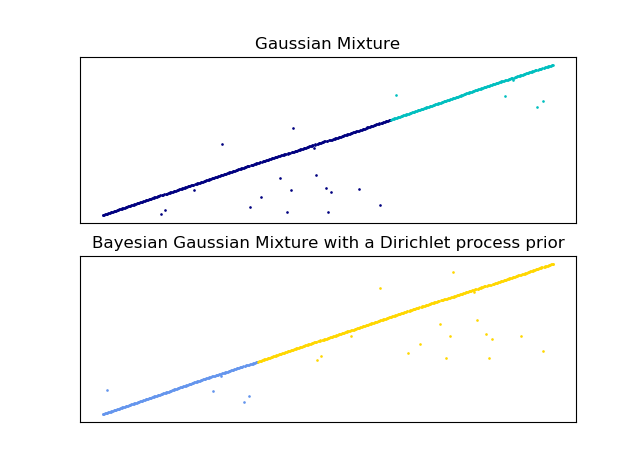 Gaussian Mixture
Bayesian Gaussian Mixture with a Dirichlet process prior